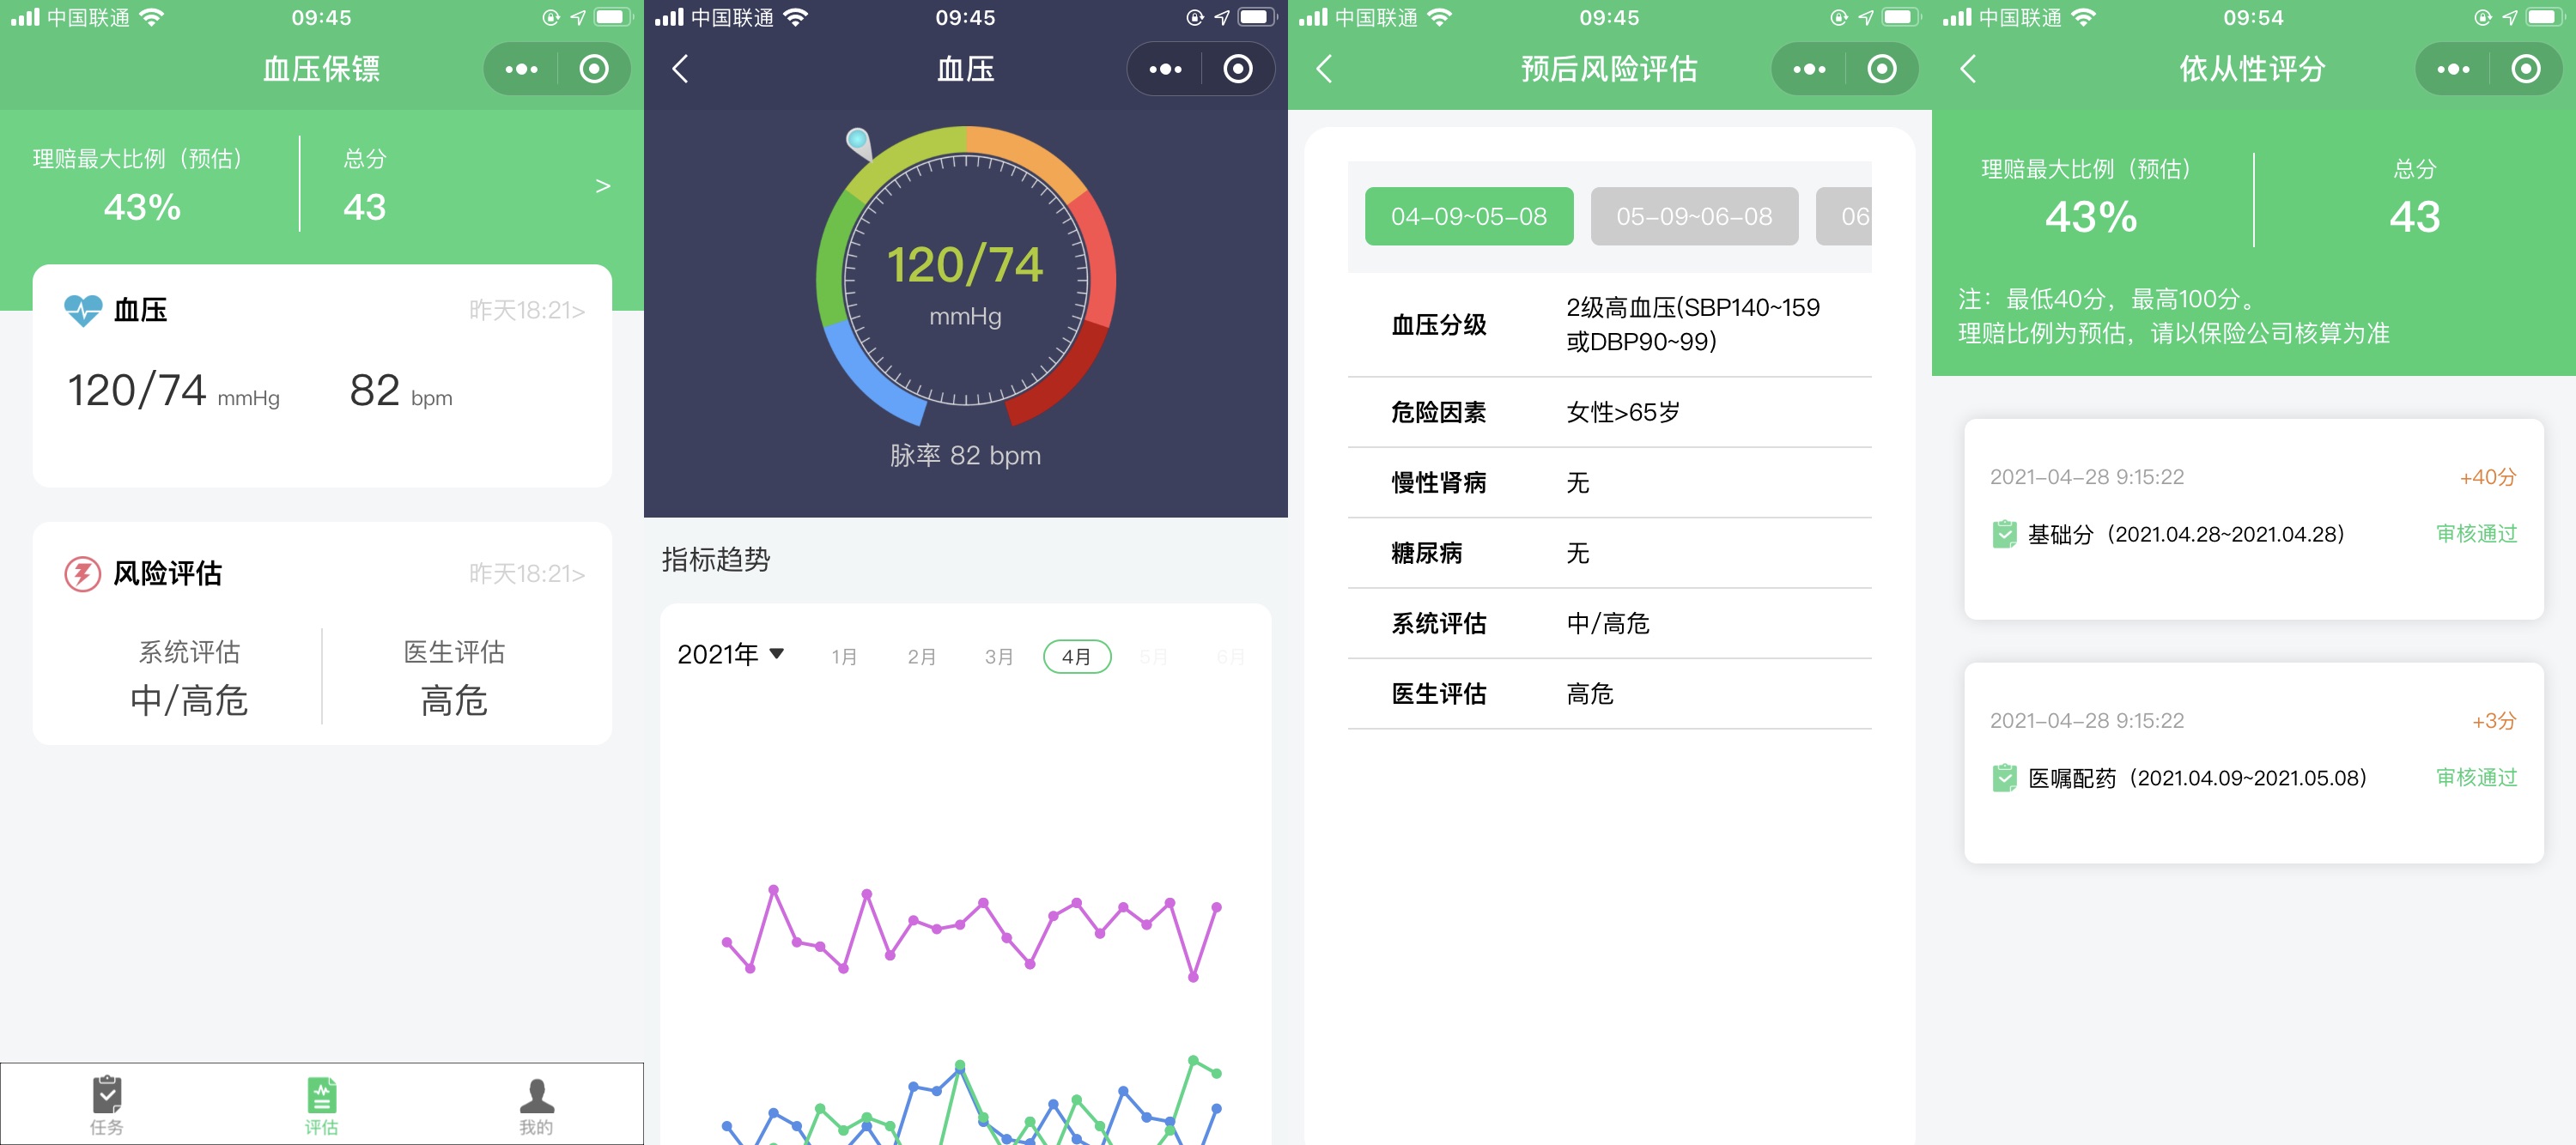 中国联通
09:45
血压保镖
理赔最大比例（预估）
总分
43%
43
>
血压
昨天18:21>
120/74 mmHg
82 bpm
风险评估
昨天18:21>
系统评估
医生评估
中/高危
高危
任务
评估
我的
中国联通
09:45
血压
120/74
mmHg
脉率 82 bpm
指标趋势
2021年
1月
2月
3月
4月
5月
6月
中国联通
09:45
预后风险评估
04-09~05-08
05-09~06-08
06
血压分级
2级高血压(SBP140~159
或DBP90~99)
危险因素
女性>65岁
慢性肾病
无
糖尿病
无
系统评估
中/高危
医生评估
高危
中国联通
09:54
依从性评分
理赔最大比例（预估）
总分
43%
43
注：最低40分，最高100分。
理赔比例为预估，请以保险公司核算为准
2021-04-28 9:15:22
+40分
基础分（2021.04.28~2021.04.28）
审核通过
2021-04-28 9:15:22
+3分
医嘱配药（2021.04.09~2021.05.08）
审核通过